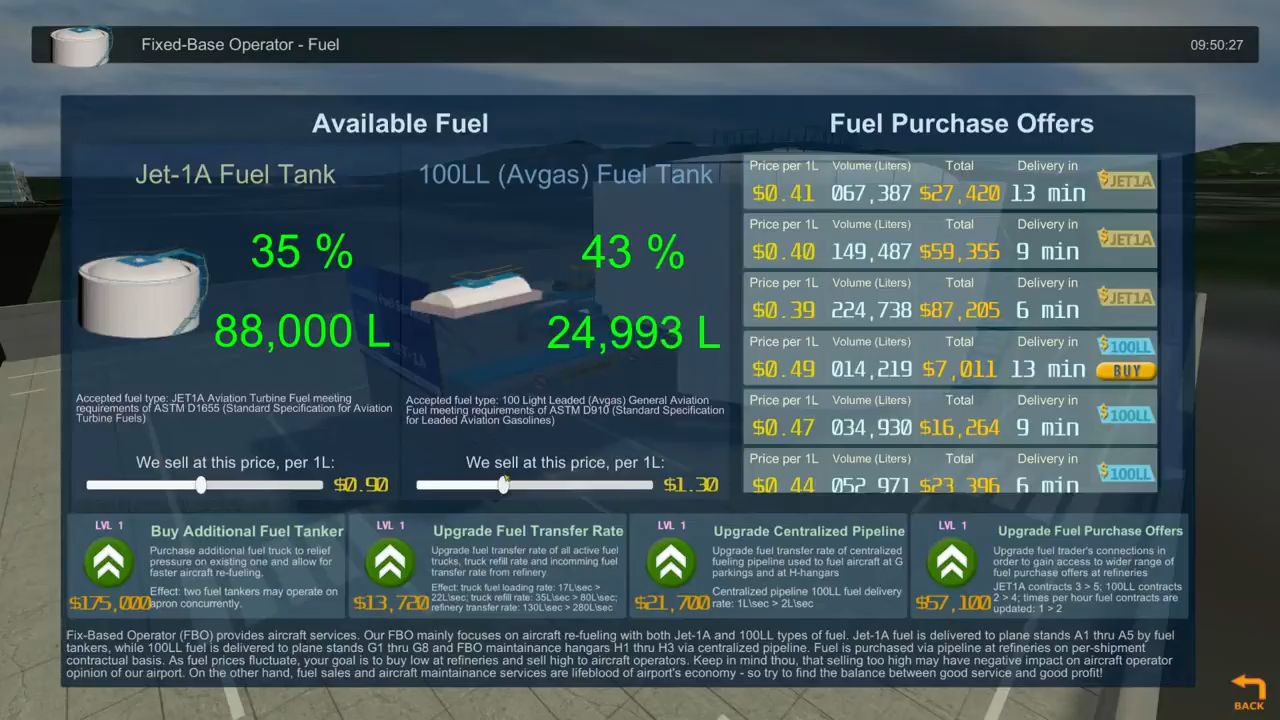 Fixed-Base Operator - Fuel
09:50:27
Available Fuel
Fuel Purchase Offers
Jet-1A Fuel Tank
100LL (Avgas) Fuel Tank
35 %
43 %
88,000 L
24,993 L
Accepted fuel type: JET1A Aviation Turbine Fuel meeting
requirements of ASTM D1655 (Standard Specification for Aviation
Turbine Fuels)
Accepted fuel type: 100 Light Leaded (Avgas) General Aviation
Fuel meeting requirements of ASTM D910 (Standard Specification
for Leaded Aviation Gasolines)
We sell at this price, per 1L:
$0.90
We sell at this price, per 1L:
$1.30
Price per 1L Volume (Liters) Total Delivery in
$0.41 067,387 $27,420 13 min $JET1A
Price per 1L Volume (Liters) Total Delivery in
$0.40 149,487 $59,355 9 min $JET1A
Price per 1L Volume (Liters) Total Delivery in
$0.39 224,738 $87,205 6 min $JET1A
Price per 1L Volume (Liters) Total Delivery in $100LL
$0.49 014,219 $7,011 13 min BUY
Price per 1L Volume (Liters) Total Delivery in
$0.47 034,930 $16,264 9 min $100LL
Price per 1L Volume (Liters) Total Delivery in
$0.44 052,971 $23,396 6 min $100LL
LVL 1
Buy Additional Fuel Tanker
Purchase additional fuel truck to relief
pressure on existing one and allow for
faster aircraft re-fueling.
Effect: two fuel tankers may operate on
apron concurrently.
$175,000
LVL 1
Upgrade Fuel Transfer Rate
Upgrade fuel transfer rate of all active fuel
trucks, truck refill rate and incomming fuel
transfer rate from refinery
Effect: truck fuel loading rate: 17L\sec >
22L\sec; truck refill rate: 35L\sec > 80L\sec;
refinery transfer rate: 130L\sec > 280L\sec
$13,720
LVL 1
Upgrade Centralized Pipeline
Upgrade fuel transfer rate of centralized
fueling pipeline used to fuel aircraft at G
parkings and at H-hangars
Centralized pipeline 100LL fuel delivery
rate: 1L\sec > 2L\sec
$21,700
LVL 1
Upgrade Fuel Purchase Offers
Upgrade fuel trader's connections in
order to gain access to wider range of
fuel purchase offers at refineries
JET1A contracts 3 > 5; 100LL contracts
2 > 4; times per hour fuel contracts are
updated: 1 > 2
$57,100
Fix-Based Operator (FBO) provides aircraft services. Our FBO mainly focuses on aircraft re-fueling with both Jet-1A and 100LL types of fuel. Jet-1A fuel is delivered to plane stands A1 thru A5 by fuel
tankers, while 100LL fuel is delivered to plane stands G1 thru G8 and FBO maintainance hangars H1 thru H3 via centralized pipeline. Fuel is purchased via pipeline at refineries on per-shipment
contractual basis. As fuel prices fluctuate, your goal is to buy low at refineries and sell high to aircraft operators. Keep in mind thou, that selling too high may have negative impact on aircraft operator
opinion of our airport. On the other hand, fuel sales and aircraft maintainance services are lifeblood of airport's economy - so try to find the balance between good service and good profit!
BACK